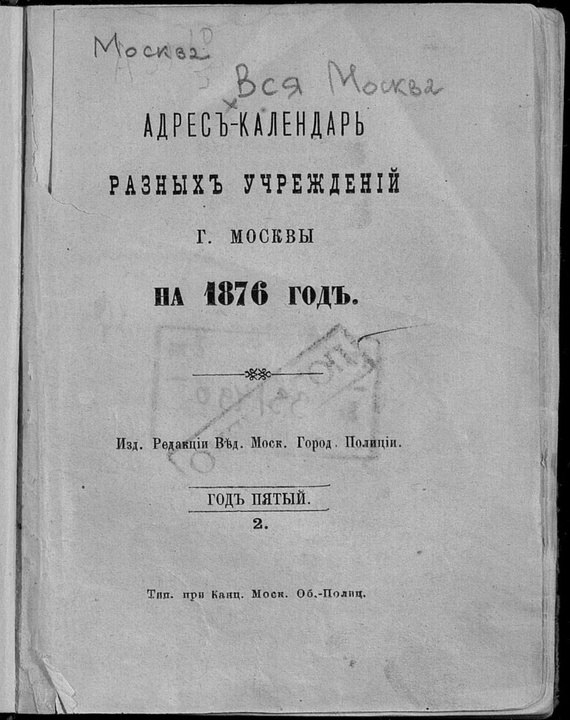 Москва
Вся Москва
АДРЕСЪ-КАЛЕНДАРЬ
РАЗНЫХЪ УЧРЕЖДЕНІЙ
Г. МОСКВЫ
НА 1876 ГОДЪ.
Изд. Редакціи Вѣд. Моск. Город. Полиціи.
ГОДЪ ПЯТЫЙ.
2.
Тип. при Канц. Моск. Об.-Полиц.